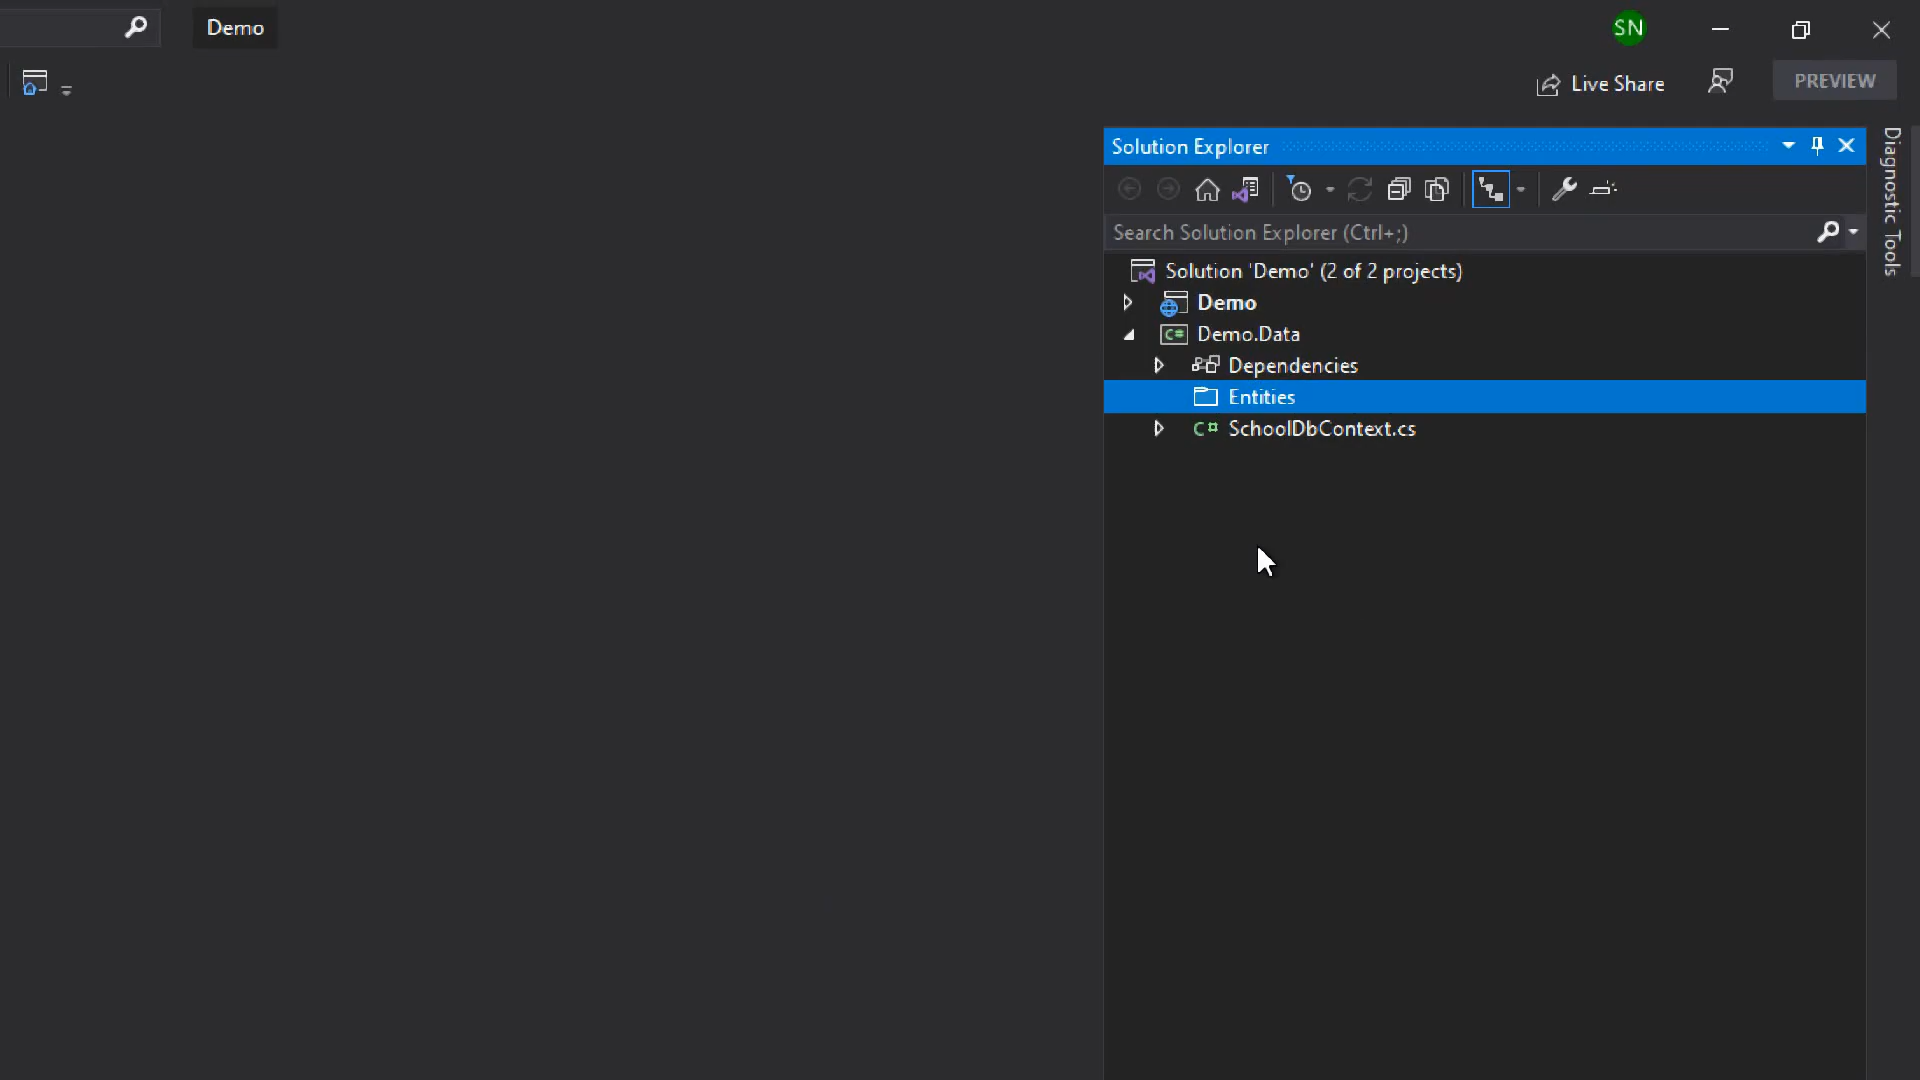 Demo
SN
Live Share
PREVIEW
Solution Explorer
Search Solution Explorer (Ctrl+;)
Solution 'Demo' (2 of 2 projects)
Demo
C# Demo.Data
Dependencies
Entities
C# SchoolDbContext.cs
Diagnostic Tools